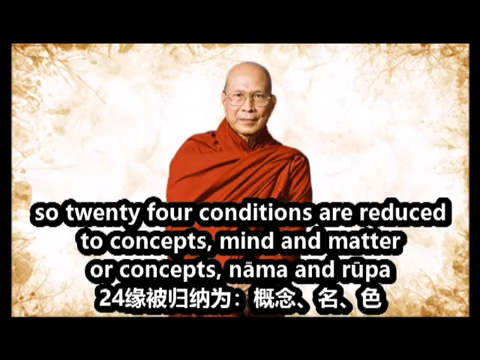 so twenty four conditions are reduced
to concepts, mind and matter
or concepts, nāma and rūpa
24缘被归纳为：概念、名、色